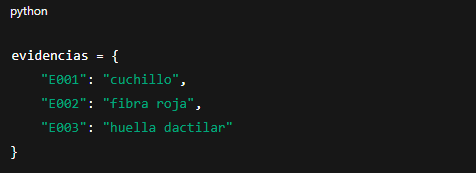 python
evidencias = {
    "E001": "cuchillo",
    "E002": "fibra roja",
    "E003": "huella dactilar"
}